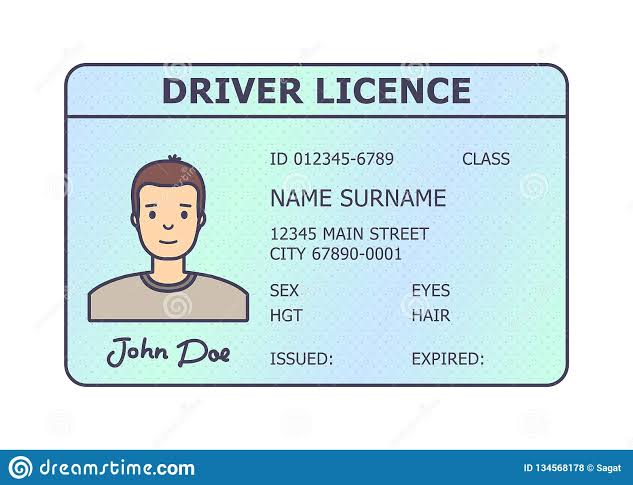 DRIVER LICENCE
ID 012345-6789 CLASS
NAME SURNAME
12345 MAIN STREET
CITY 67890-0001
SEX EYES
HGT HAIR
John Doe
ISSUED: EXPIRED:
dreamstime.com
ID 134568178 © Sagat